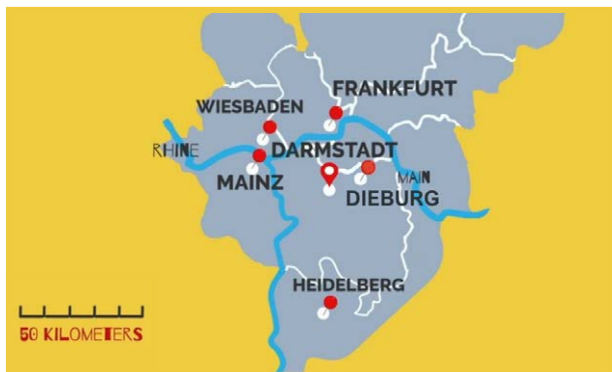 FRANKFURT
WIESBADEN
RHINE
DARMSTADT
MAINZ
MAIN
DIEBURG
HEIDELBERG
50 KILOMETERS